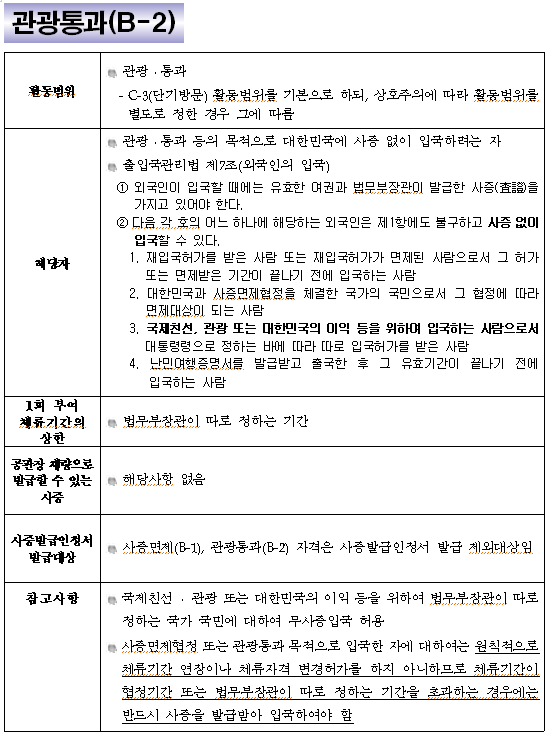 관광통과(B-2)
활동범위
관광 · 통과
- C-3(단기방문) 활동범위를 기본으로 하되, 상호주의에 따라 활동범위를
별도로 정한 경우 그에 따름
해당자
관광 · 통과 등의 목적으로 대한민국에 사증 없이 입국하려는 자
출입국관리법 제7조(외국인의 입국)
① 외국인이 입국할 때에는 유효한 여권과 법무부장관이 발급한 사증(査證)을
가지고 있어야 한다.
② 다음 각 호의 어느 하나에 해당하는 외국인은 제1항에도 불구하고 사증 없이
입국할 수 있다.
1. 재입국허가를 받은 사람 또는 재입국허가가 면제된 사람으로서 그 허가
또는 면제받은 기간이 끝나기 전에 입국하는 사람
2. 대한민국과 사증면제협정을 체결한 국가의 국민으로서 그 협정에 따라
면제대상이 되는 사람
3. 국제친선, 관광 또는 대한민국의 이익 등을 위하여 입국하는 사람으로서
대통령령으로 정하는 바에 따라 따로 입국허가를 받은 사람
4. 난민여행증명서를 발급받고 출국한 후 그 유효기간이 끝나기 전에
입국하는 사람
1회 부여
체류기간의
상한
법무부장관이 따로 정하는 기간
공관장 재량으로
발급할 수 있는
사증
해당사항 없음
사증발급인정서
발급대상
사증면제(B-1), 관광통과(B-2) 자격은 사증발급인정서 발급 제외대상임
참고사항
국제친선 · 관광 또는 대한민국의 이익 등을 위하여 법무부장관이 따로
정하는 국가 국민에 대하여 무사증입국 허용
사증면제협정 또는 관광통과 목적으로 입국한 자에 대하여는 원칙적으로
체류기간 연장이나 체류자격 변경허가를 하지 아니하므로 체류기간이
협정기간 또는 법무부장관이 따로 정하는 기간을 초과하는 경우에는
반드시 사증을 발급받아 입국하여야 함